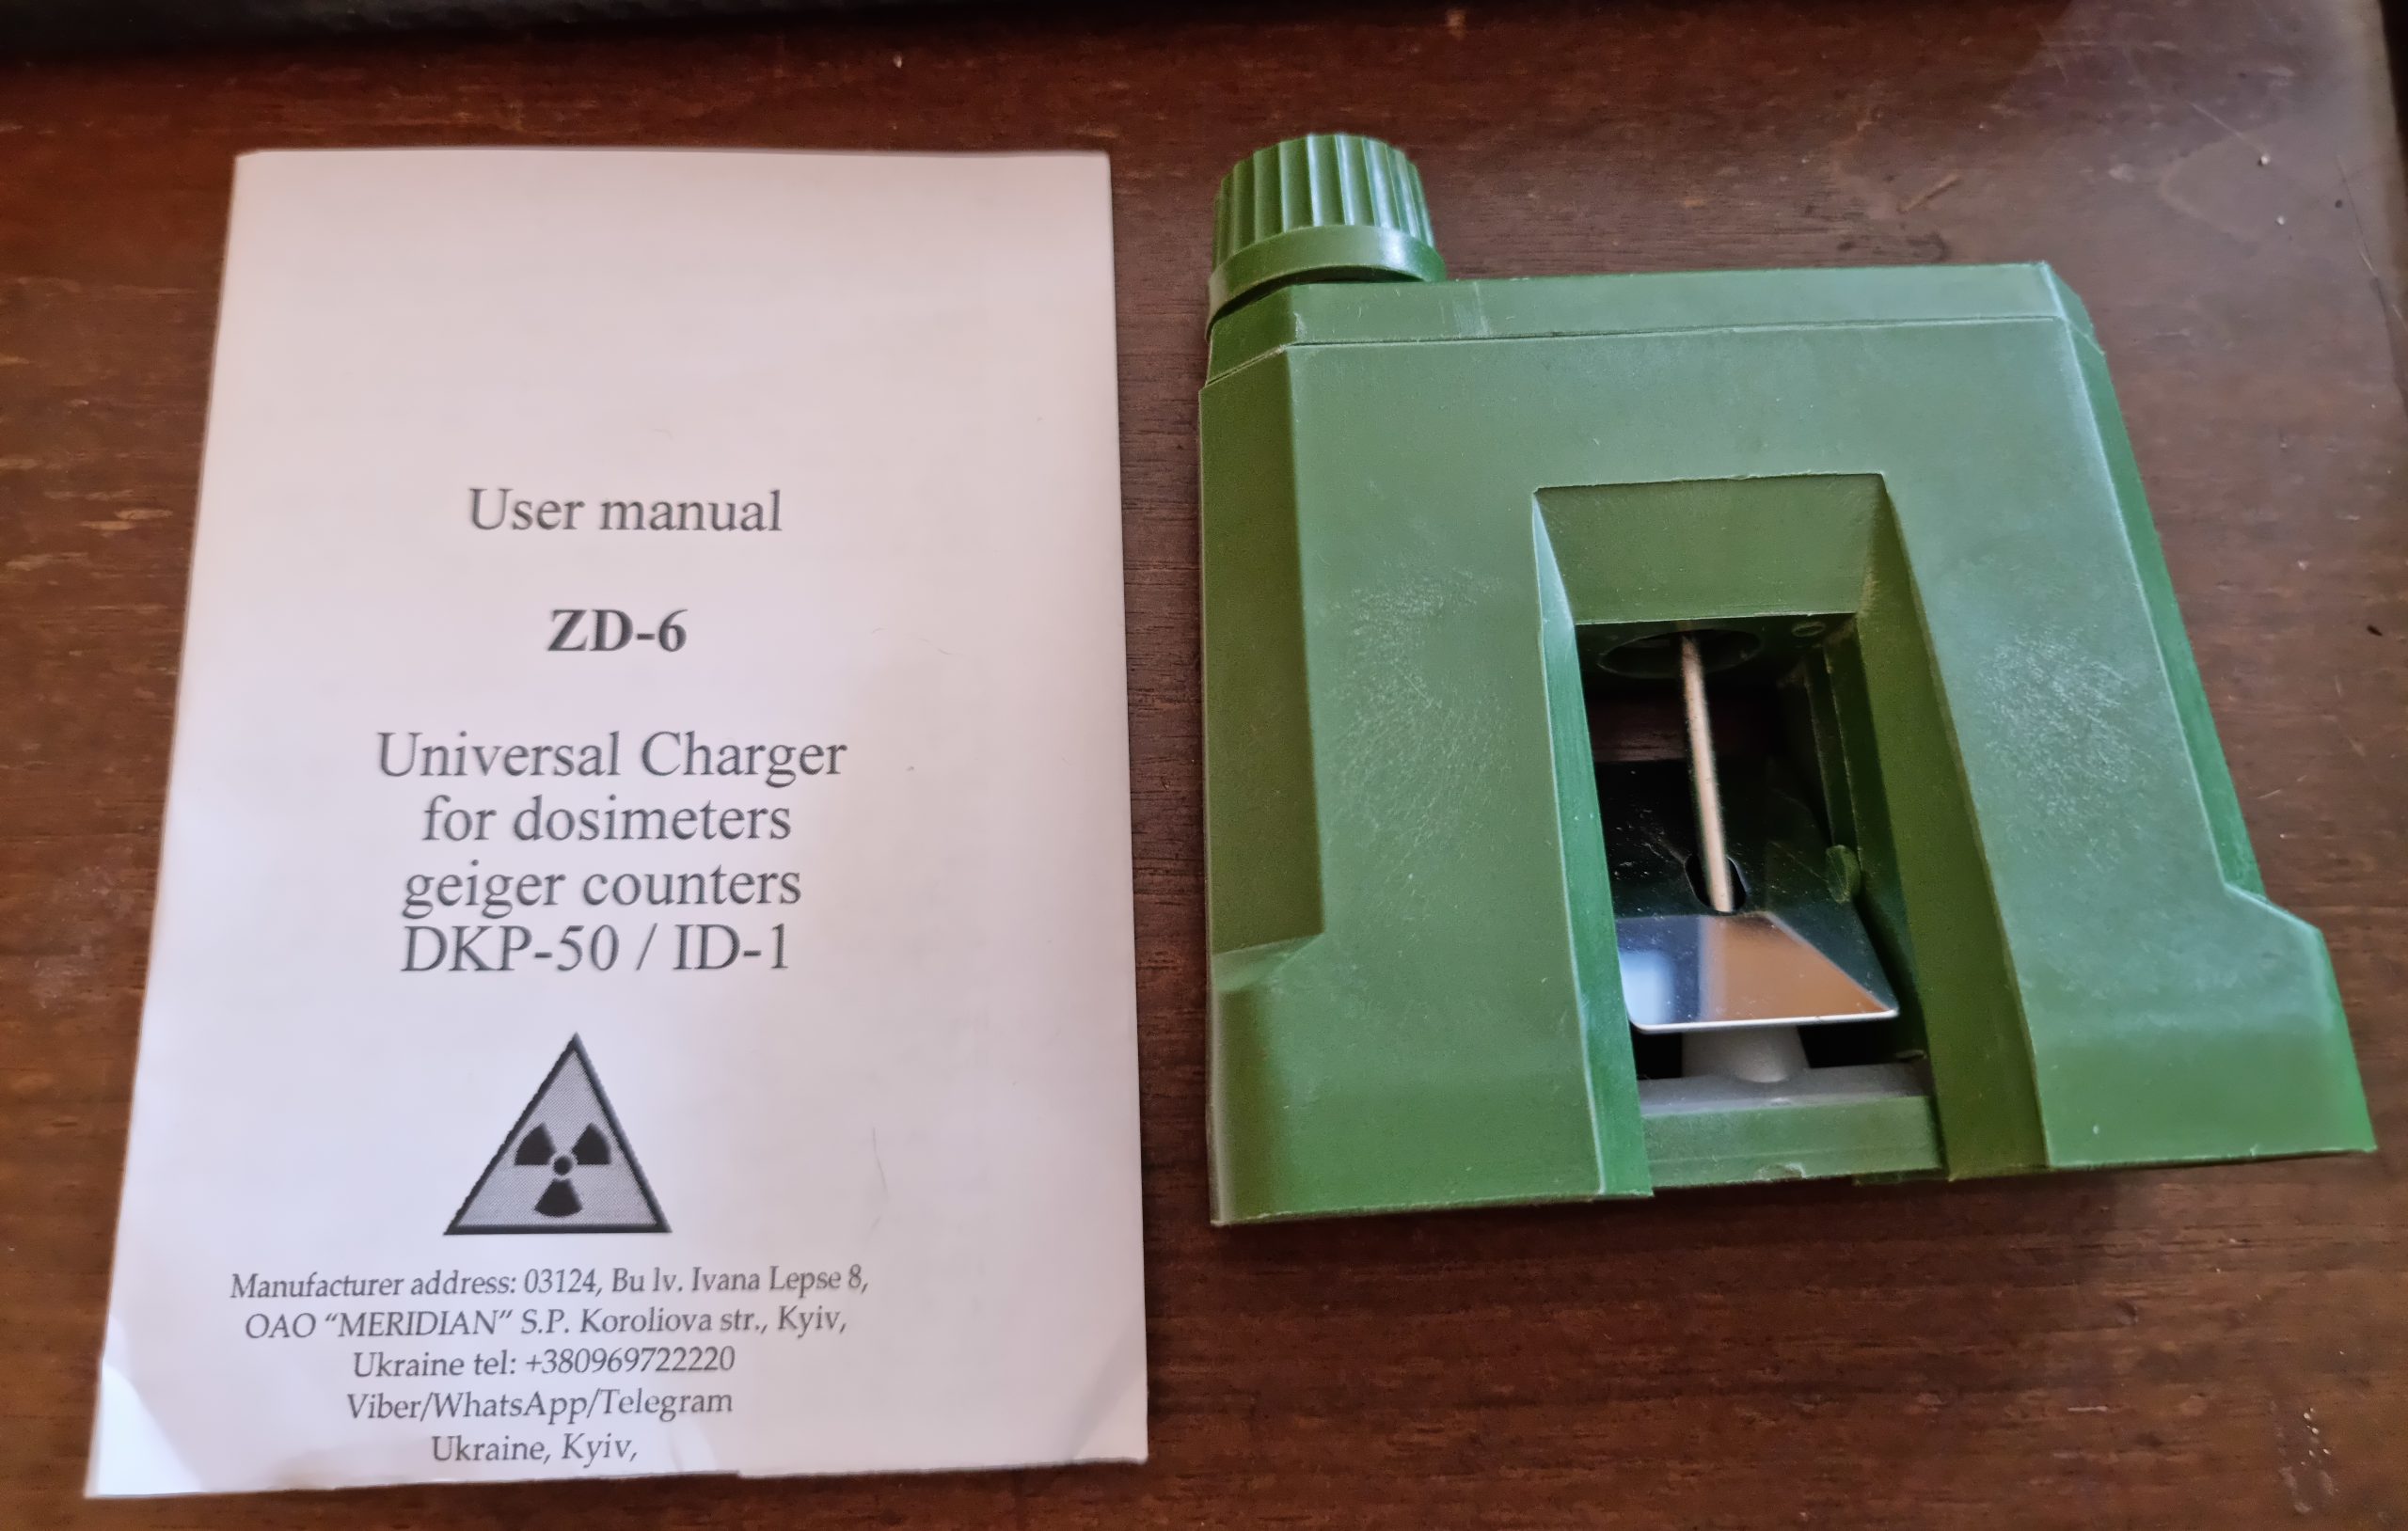 User manual
ZD-6
Universal Charger
for dosimeters
geiger counters
DKP-50 / ID-1
Manufacturer address: 03124, Bu lv. Ivana Lepse 8,
OAO “MERIDIAN” S.P. Koroliova str., Kyiv,
Ukraine tel: +380969722220
Viber/WhatsApp/Telegram
Ukraine, Kyiv,